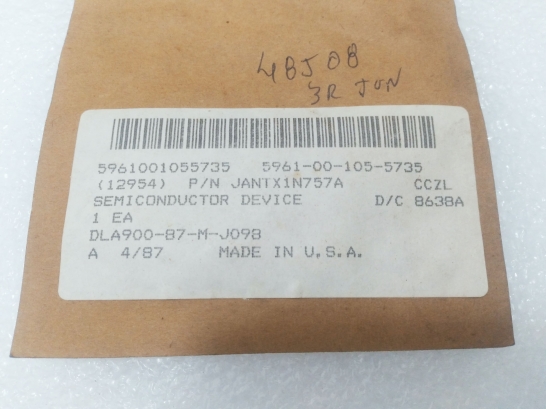 48J08
3R JUN
5961001055735 5961-00-105-5735
(12954) P/N JANTX1N757A CCZL
SEMICONDUCTOR DEVICE D/C 8638A
1 EA
DLA900-87-M-J098
A 4/87 MADE IN U.S.A.